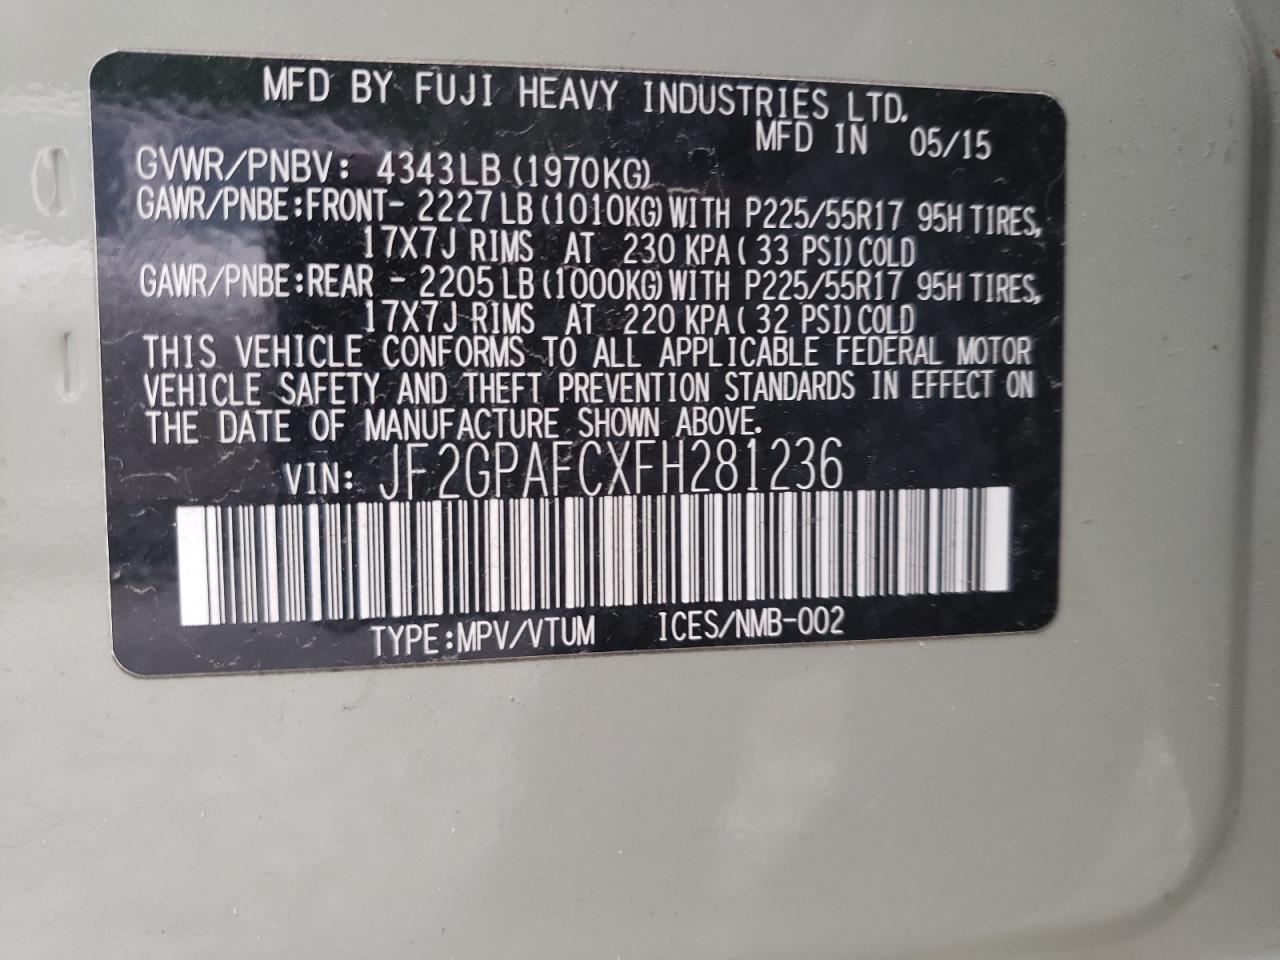 MFD BY FUJI HEAVY INDUSTRIES LTD.
MFD IN 05/15
GVWR/PNBV: 4343LB (1970KG)
GAWR/PNBE:FRONT- 2227LB (1010KG) WITH P225/55R17 95H TIRES,
17X7J RIMS AT 230 KPA( 33 PSI) COLD
GAWR/PNBE:REAR - 2205LB (1000KG) WITH P225/55R17 95H TIRES,
17X7J RIMS AT 220 KPA( 32 PSI) COLD
THIS VEHICLE CONFORMS TO ALL APPLICABLE FEDERAL MOTOR
VEHICLE SAFETY AND THEFT PREVENTION STANDARDS IN EFFECT ON
THE DATE OF MANUFACTURE SHOWN ABOVE.
VIN: JF2GPAFCXFH281236
TYPE:MPV/VTUM ICES/NMB-002